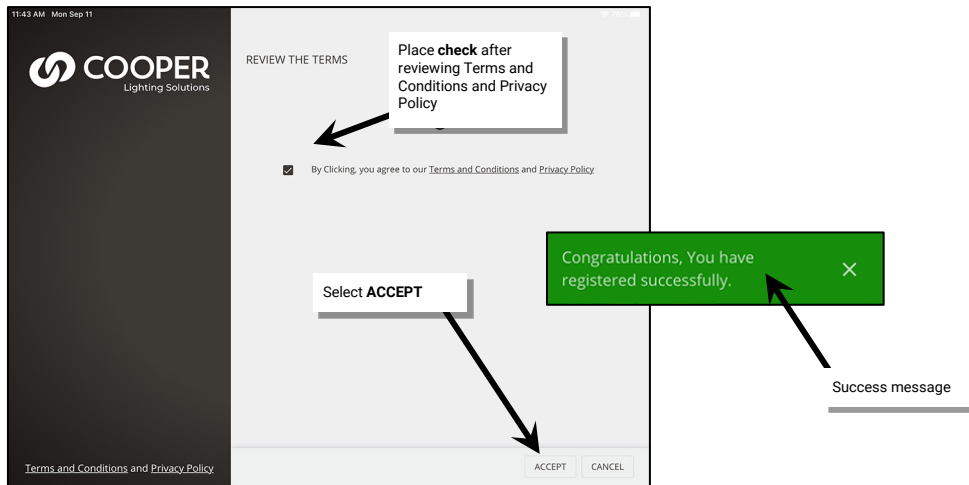 11:43 AM Mon Sep 11
COOPER
Lighting Solutions
REVIEW THE TERMS
Place check after
reviewing Terms and
Conditions and Privacy
Policy
By Clicking, you agree to our Terms and Conditions and Privacy Policy
Congratulations, You have
registered successfully.
Select ACCEPT
Success message
Terms and Conditions and Privacy Policy
ACCEPT
CANCEL